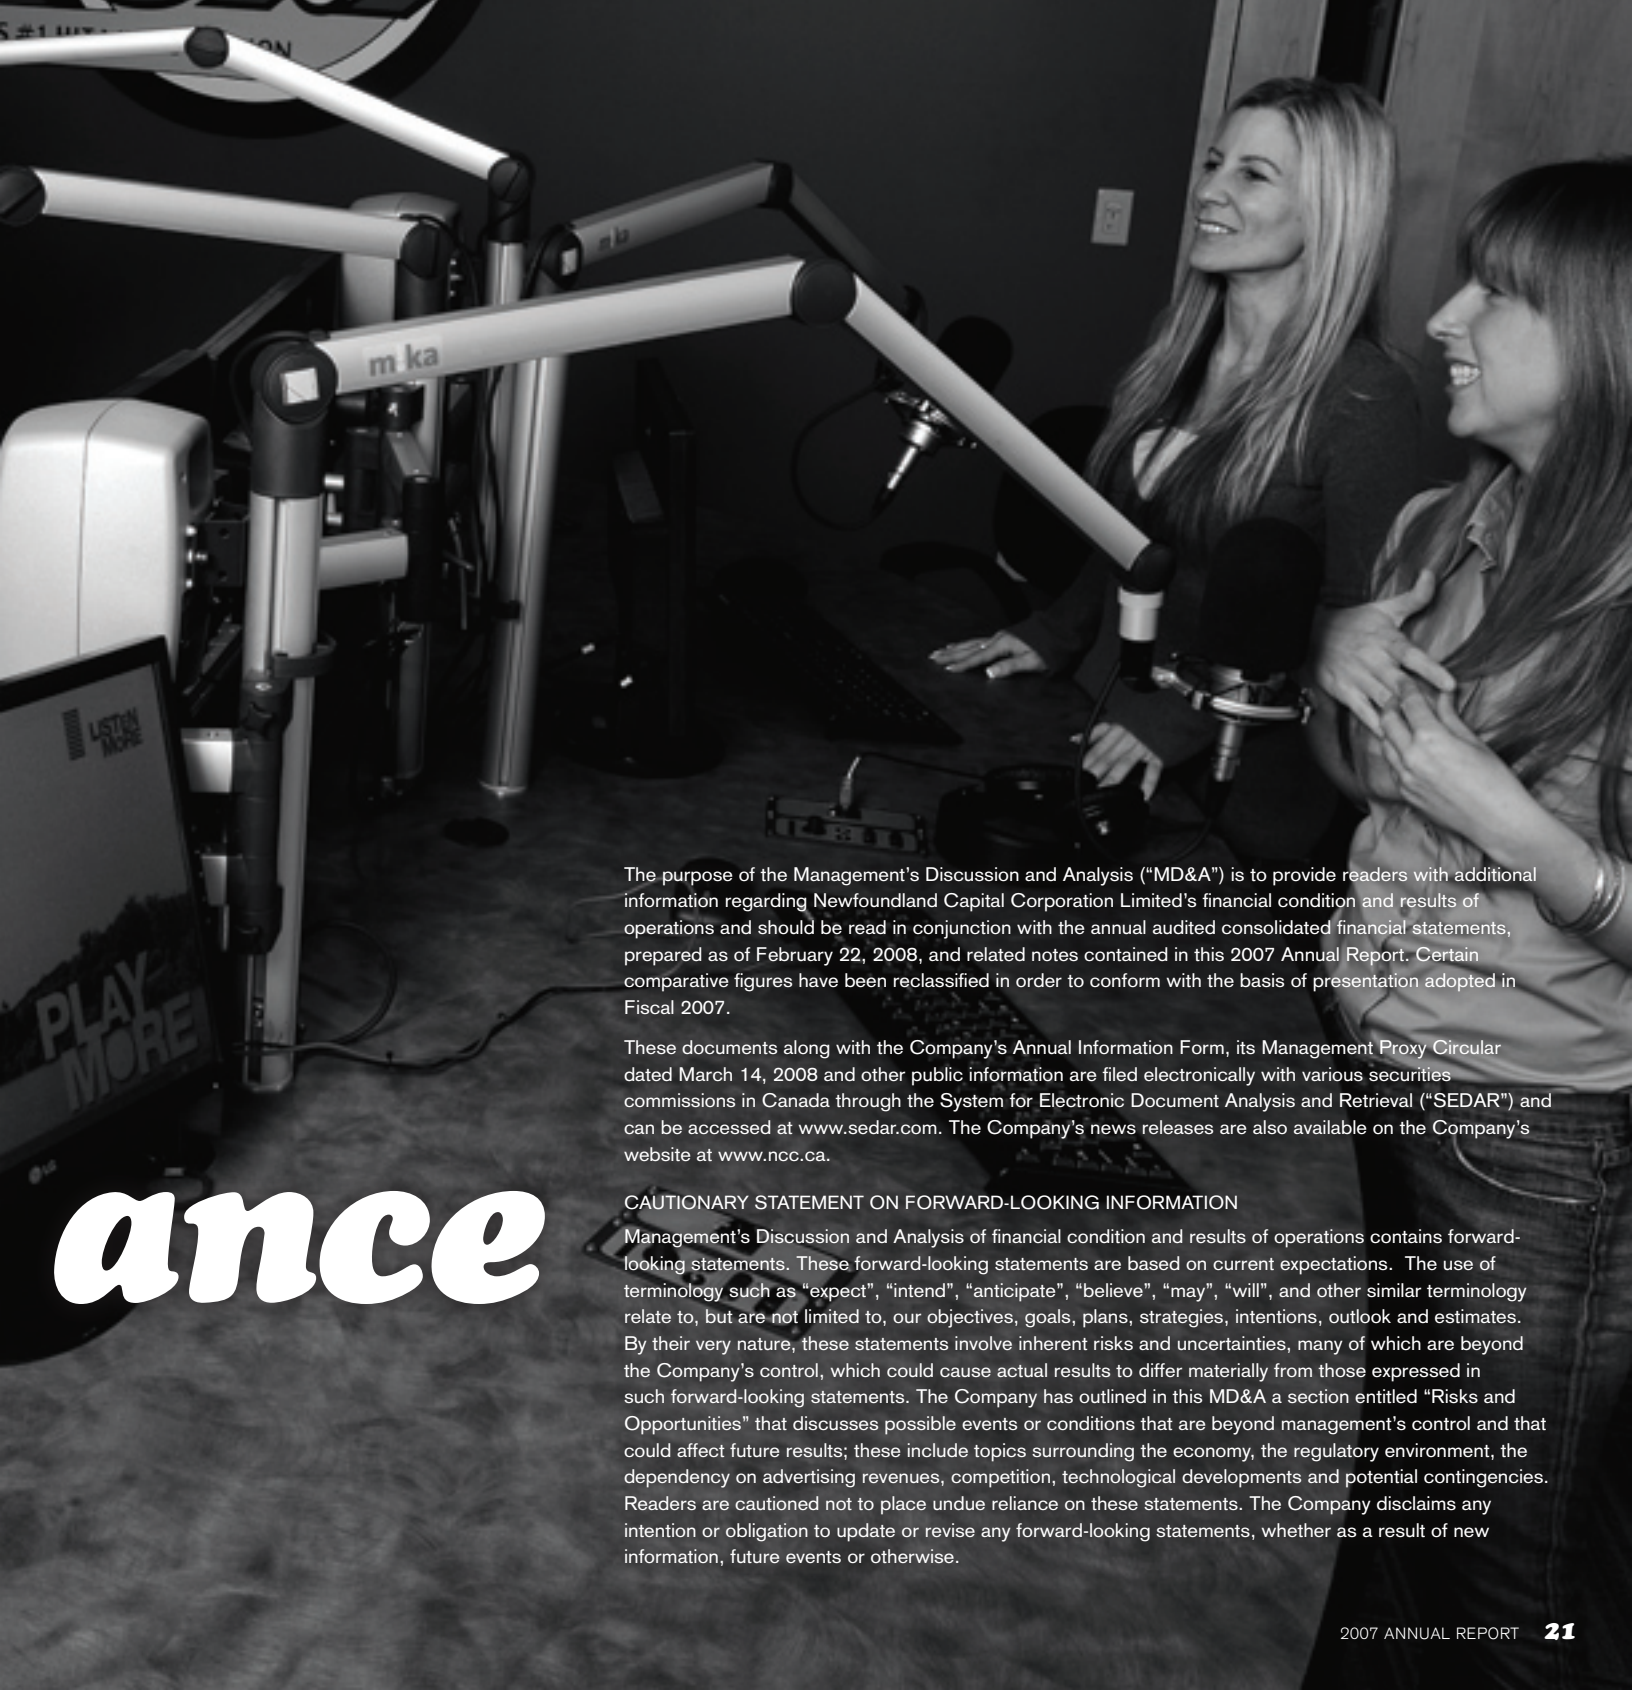 #1 HIT
LISTEN
MORE
PLAY
MORE
LG
ance
The purpose of the Management’s Discussion and Analysis (“MD&A”) is to provide readers with additional
information regarding Newfoundland Capital Corporation Limited’s financial condition and results of
operations and should be read in conjunction with the annual audited consolidated financial statements,
prepared as of February 22, 2008, and related notes contained in this 2007 Annual Report. Certain
comparative figures have been reclassified in order to conform with the basis of presentation adopted in
Fiscal 2007.
These documents along with the Company’s Annual Information Form, its Management Proxy Circular
dated March 14, 2008 and other public information are filed electronically with various securities
commissions in Canada through the System for Electronic Document Analysis and Retrieval (“SEDAR”) and
can be accessed at www.sedar.com. The Company’s news releases are also available on the Company’s
website at www.ncc.ca.
CAUTIONARY STATEMENT ON FORWARD-LOOKING INFORMATION
Management’s Discussion and Analysis of financial condition and results of operations contains forward-
looking statements. These forward-looking statements are based on current expectations.  The use of
terminology such as “expect”, “intend”, “anticipate”, “believe”, “may”, “will”, and other similar terminology
relate to, but are not limited to, our objectives, goals, plans, strategies, intentions, outlook and estimates.
By their very nature, these statements involve inherent risks and uncertainties, many of which are beyond
the Company’s control, which could cause actual results to differ materially from those expressed in
such forward-looking statements. The Company has outlined in this MD&A a section entitled “Risks and
Opportunities” that discusses possible events or conditions that are beyond management’s control and that
could affect future results; these include topics surrounding the economy, the regulatory environment, the
dependency on advertising revenues, competition, technological developments and potential contingencies.
Readers are cautioned not to place undue reliance on these statements. The Company disclaims any
intention or obligation to update or revise any forward-looking statements, whether as a result of new
information, future events or otherwise.
2007 ANNUAL REPORT 21